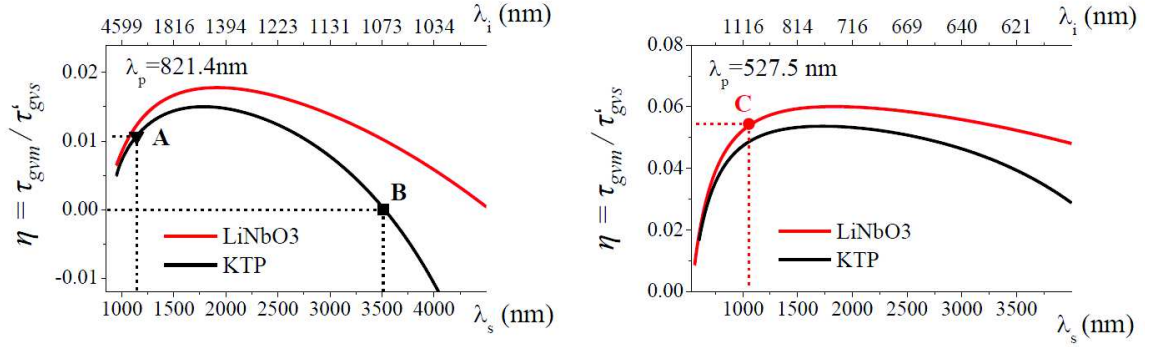 λi (nm)
4599 1816 1394 1223 1131 1073 1034
λp=821.4nm
0.02
0.01
0.00
-0.01
η = τgvm / τ‘gvs
A
B
LiNbO3
KTP
1000 1500 2000 2500 3000 3500 4000
λs (nm)
λi (nm)
1116 814 716 669 640 621
λp=527.5 nm
0.08
0.06
0.04
0.02
0.00
η = τgvm / τ‘gvs
C
LiNbO3
KTP
1000 1500 2000 2500 3000 3500
λs (nm)